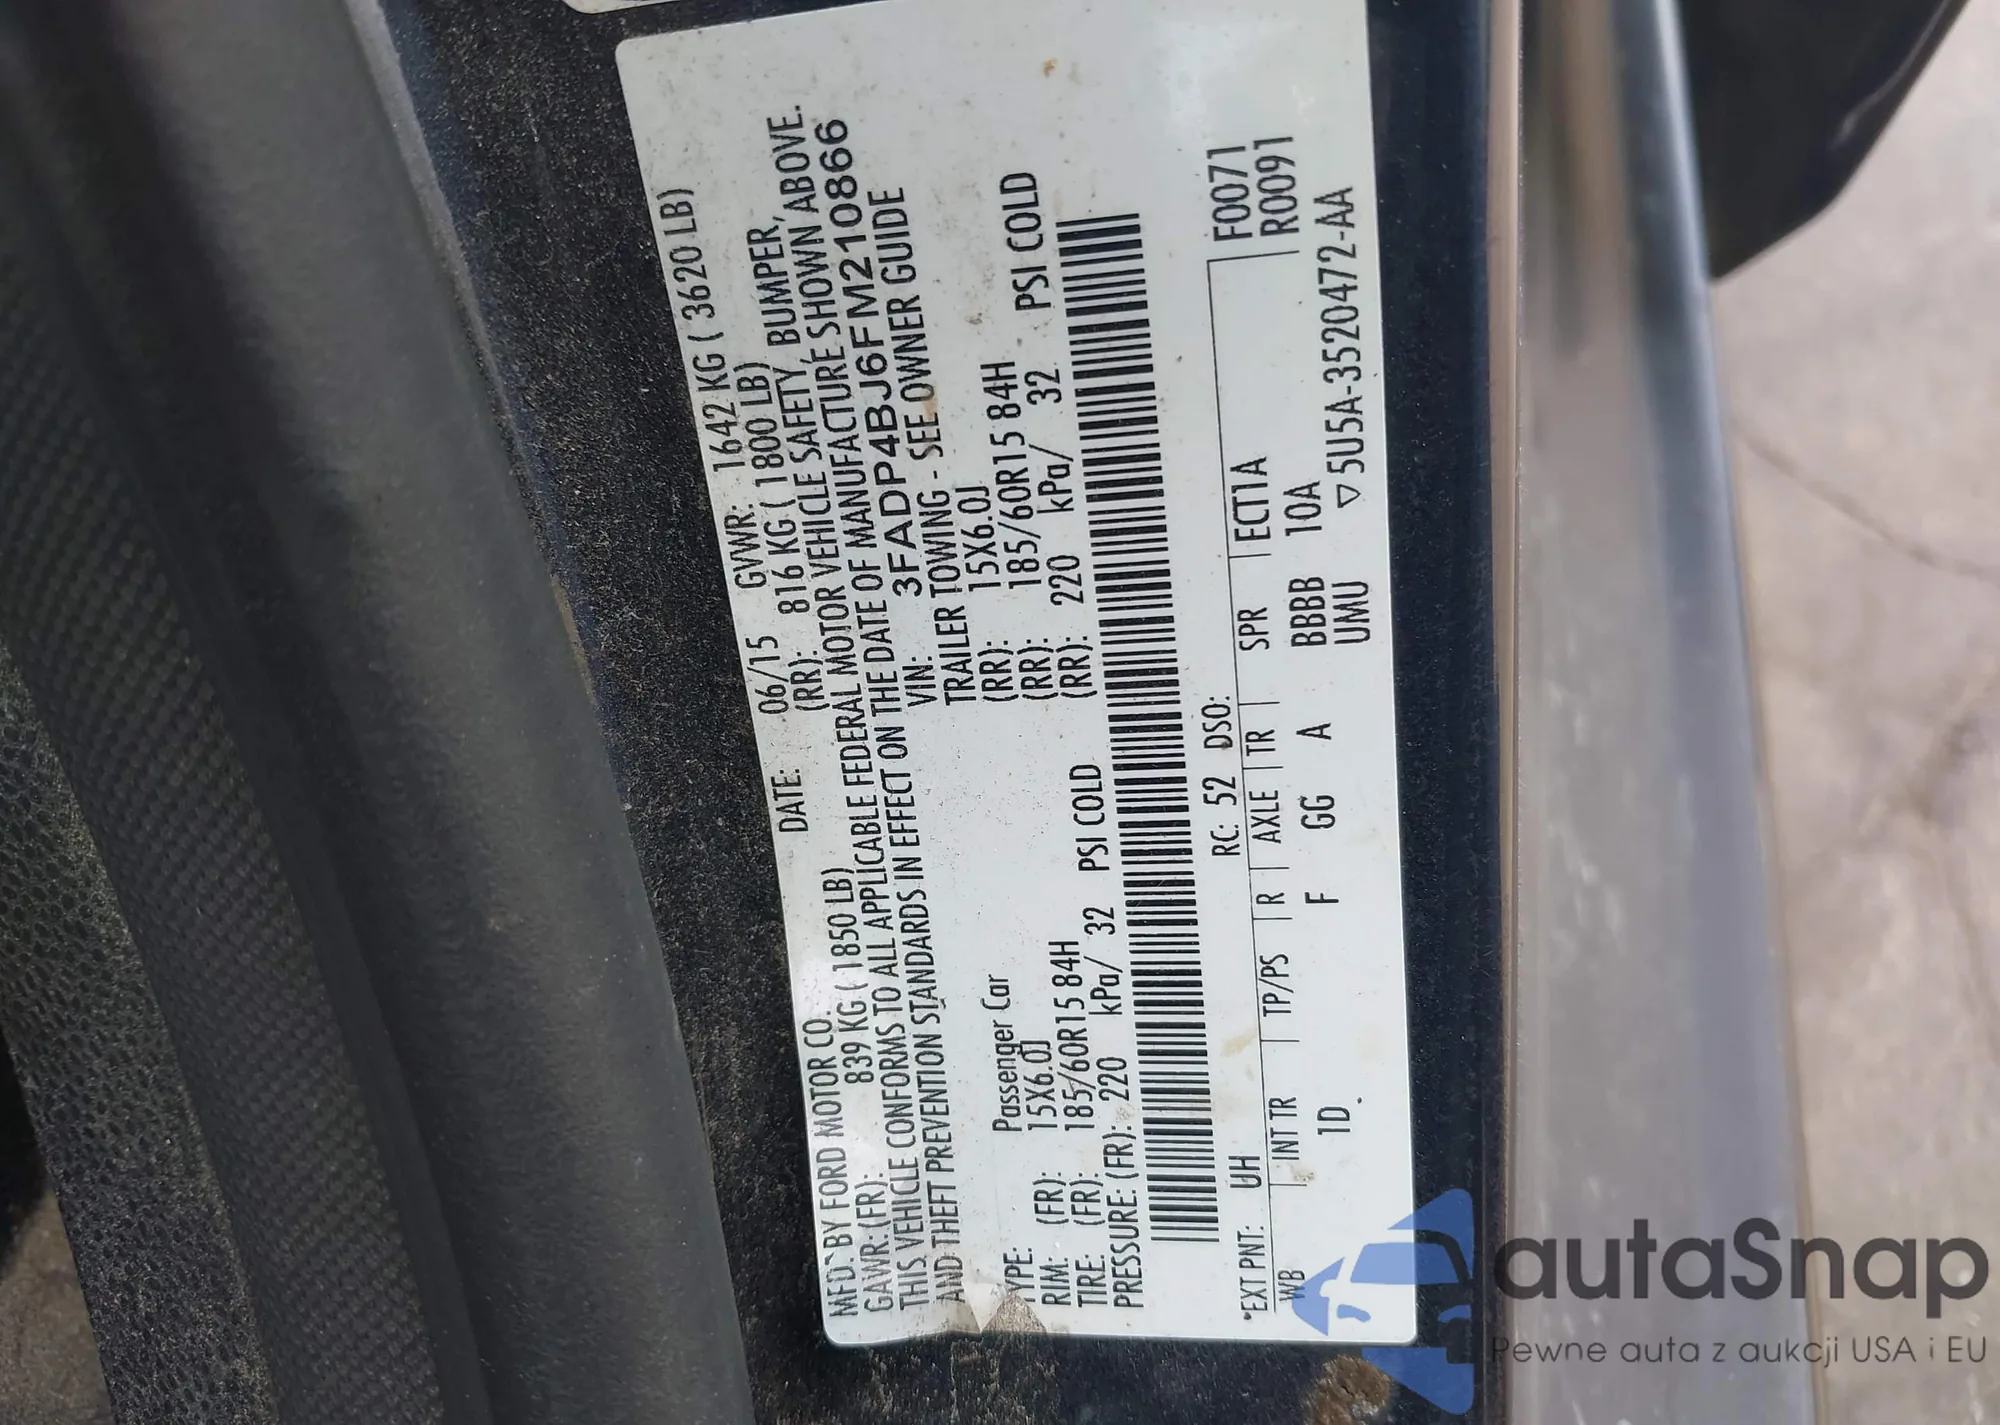 MFD BY FORD MOTOR CO. DATE: 06/15 GVWR: 1642 KG ( 3620 LB)
GAWR: (FR): 839 KG ( 1850 LB) (RR): 816 KG ( 1800 LB)
THIS VEHICLE CONFORMS TO ALL APPLICABLE FEDERAL MOTOR VEHICLE SAFETY, BUMPER,
AND THEFT PREVENTION STANDARDS IN EFFECT ON THE DATE OF MANUFACTURE SHOWN ABOVE.
VIN: 3FADP4BJ6FM210866
TYPE: Passenger Car TRAILER TOWING - SEE OWNER GUIDE
RIM: (FR): 15X6.0J (RR): 15X6.0J
TIRE: (FR): 185/60R15 84H (RR): 185/60R15 84H
PRESSURE: (FR): 220 kPa/ 32 PSI COLD (RR): 220 kPa/ 32 PSI COLD
*EXT PNT: UH RC: 52 DSO: F0071
WB INT TR TP/PS R AXLE TR SPR ECT1A R0091
1D F GG A BBBB 10A
UMU ▽5U5A-3520472-AA
autaSnap
Pewne auta z aukcji USA i EU